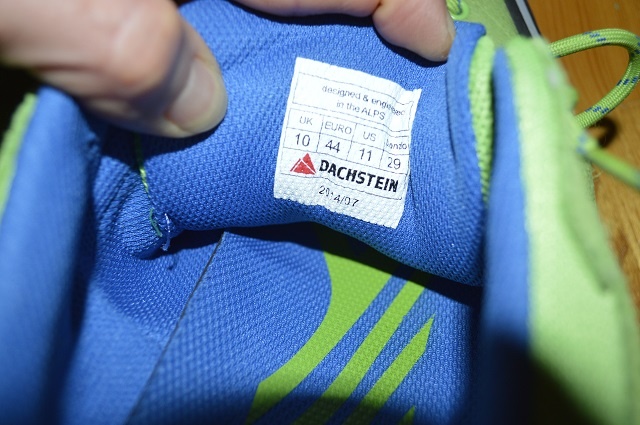 designed & engineered
in the ALPS
UK EURO US
10 44 11 29
DACHSTEIN
2014/07